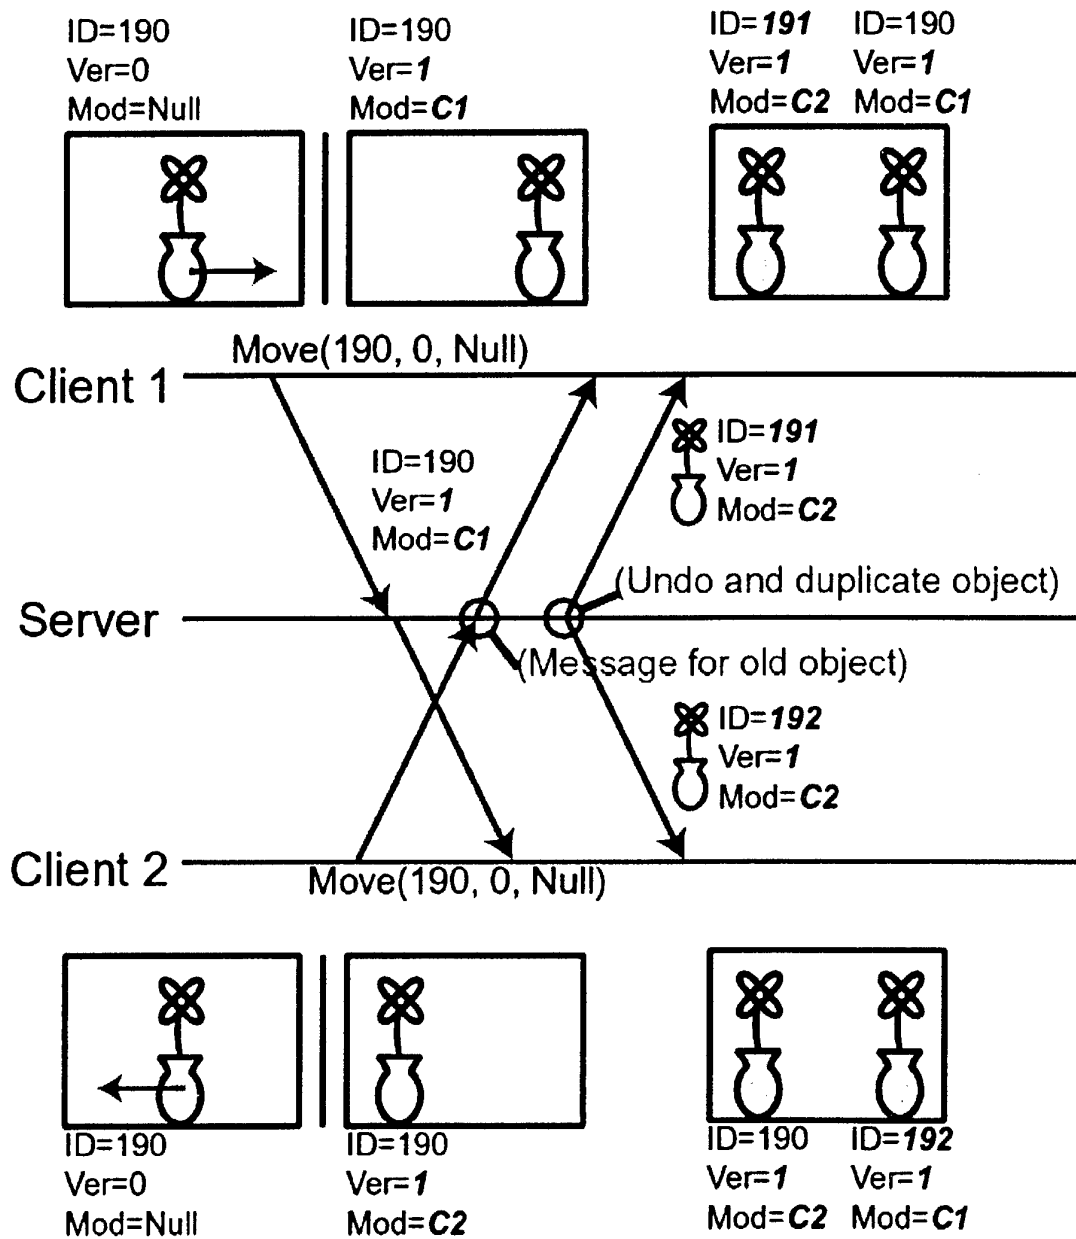 ID=190
Ver=0
Mod=Null
ID=190
Ver=1
Mod=C1
ID=191
Ver=1
Mod=C2
ID=190
Ver=1
Mod=C1
Move(190, 0, Null)
Client 1
ID=190
Ver=1
Mod=C1
ID=191
Ver=1
Mod=C2
(Undo and duplicate object)
Server
(Message for old object)
ID=192
Ver=1
Mod=C2
Client 2
Move(190, 0, Null)
ID=190
Ver=0
Mod=Null
ID=190
Ver=1
Mod=C2
ID=190
Ver=1
Mod=C2
ID=192
Ver=1
Mod=C1